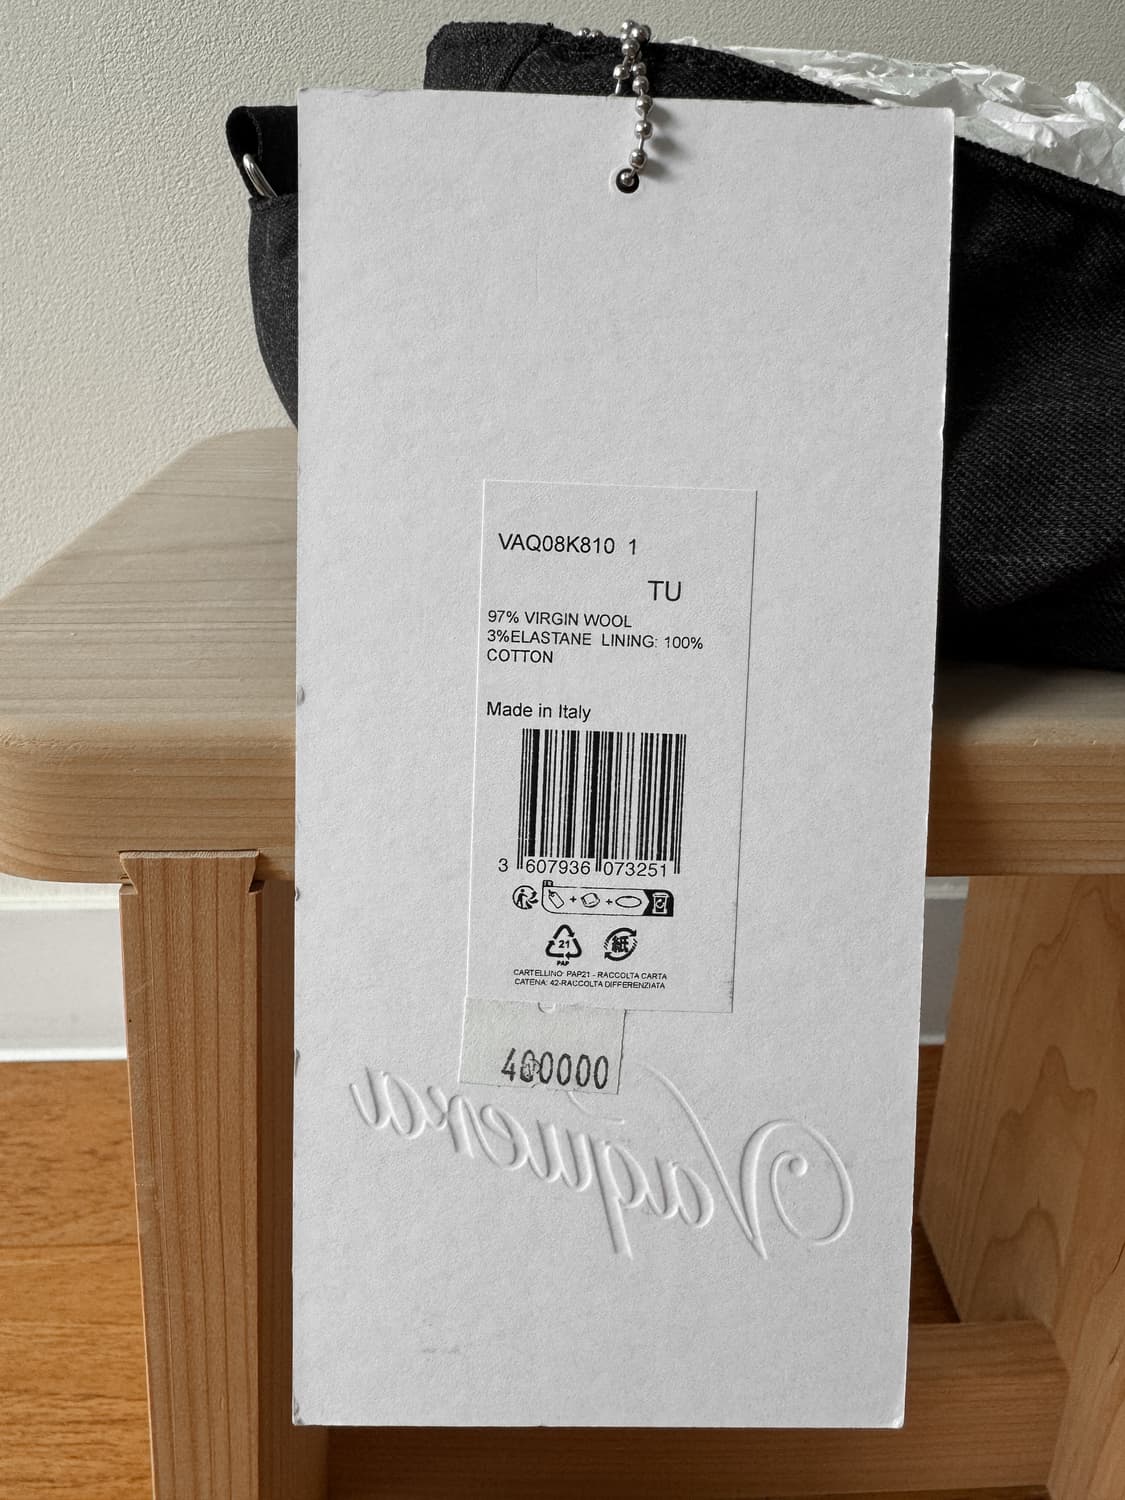 VAQ08K810 1
TU
97% VIRGIN WOOL
3%ELASTANE LINING: 100%
COTTON
Made in Italy
3 607936 073251
21
PAP
紙
CARTELLINO: PAP21 - RACCOLTA CARTA
CATENA: 42-RACCOLTA DIFFERENZIATA
400000
Vaquera